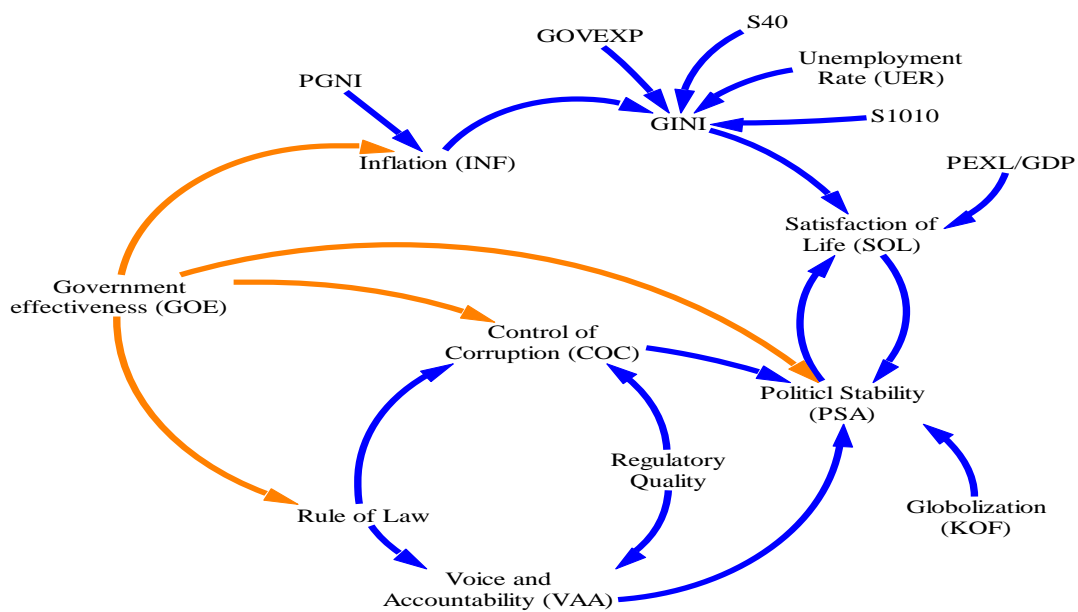 S40
GOVEXP
Unemployment
Rate (UER)
PGNI
S1010
GINI
Inflation (INF)
PEXL/GDP
Satisfaction of
Life (SOL)
Government
effectiveness (GOE)
Control of
Corruption (COC)
Politicl Stability
(PSA)
Regulatory
Quality
Rule of Law
Globolization
(KOF)
Voice and
Accountability (VAA)